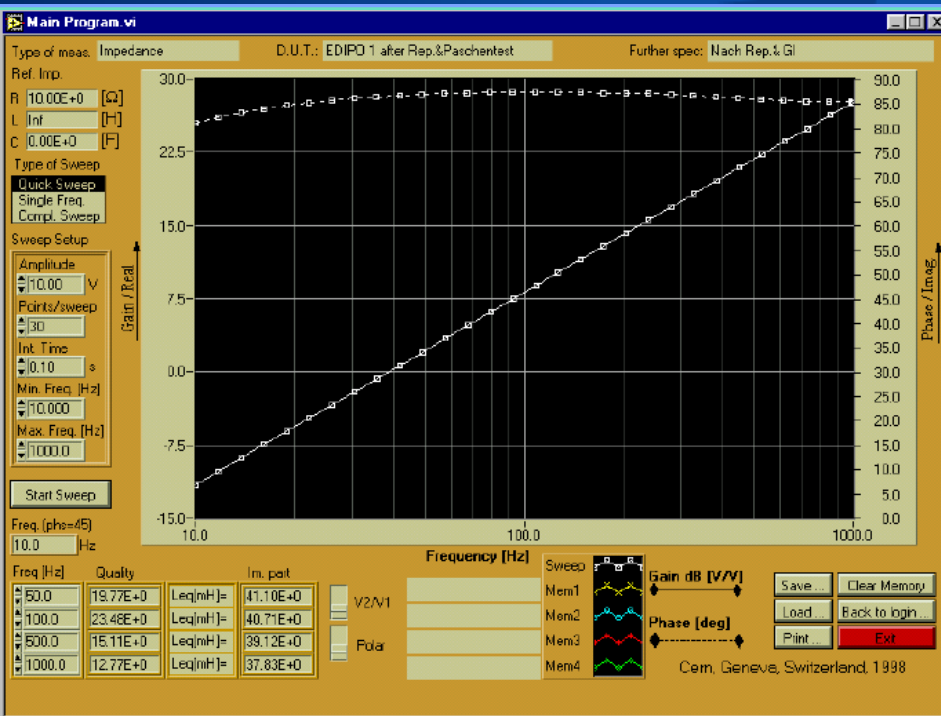 Main Program.vi
Type of meas. Impedance D.U.T.: EDIPO 1 after Rep.&Paschentest Further spec: Nach Rep.& GI
Ref. Imp.
R 10.00E+0 [Ω]
L Inf [H]
C 0.00E+0 [F]
Type of Sweep
Quick Sweep
Single Freq.
Compl. Sweep
Sweep Setup
Amplitude
10.00 V
Points/sweep
30
Int. Time
0.10 s
Min. Freq. [Hz]
10.000
Max. Freq. [Hz]
1000.0
Start Sweep
Freq. (phs=45)
10.0 Hz
Gain / Real
30.0
22.5
15.0
7.5
0.0
-7.5
-15.0
90.0
85.0
80.0
75.0
70.0
65.0
60.0
55.0
50.0
45.0
40.0
35.0
30.0
25.0
20.0
15.0
10.0
5.0
0.0
Phase / Imag
10.0 100.0 1000.0
Frequency [Hz]
Freq [Hz] Quality Im. part
50.0 19.77E+0 Leq[mH]= 41.10E+0
100.0 23.48E+0 Leq[mH]= 40.71E+0
500.0 15.11E+0 Leq[mH]= 39.12E+0
1000.0 12.77E+0 Leq[mH]= 37.83E+0
V2/V1
Polar
Sweep
Mem1
Mem2
Mem3
Mem4
Gain dB [V/V]
Phase [deg]
Save ... Clear Memory
Load ... Back to login ...
Print ... Exit
Cern, Geneva, Switzerland, 1998